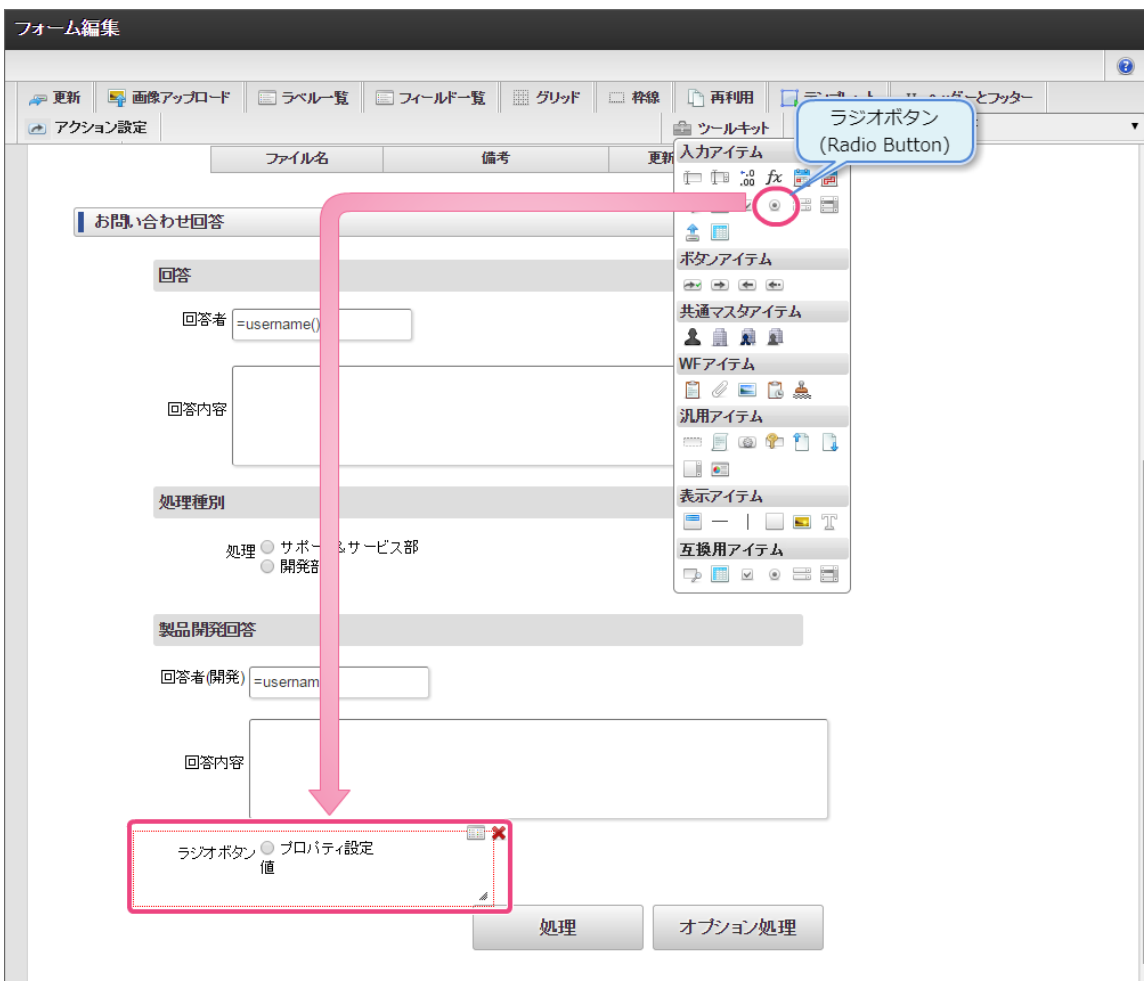 フォーム編集
更新 画像アップロード ラベル一覧 フィールド一覧 グリッド 枠線 再利用
アクション設定 ツールキット
ラジオボタン
(Radio Button)
ファイル名 備考 更新
入力アイテム
お問い合わせ回答
ボタンアイテム
回答
共通マスタアイテム
回答者 =username()
WFアイテム
回答内容
汎用アイテム
処理種別
表示アイテム
処理 サポー &サービス部
互換用アイテム
開発部
製品開発回答
回答者(開発) =usernam
回答内容
ラジオボタン プロパティ設定
値
処理 オプション処理